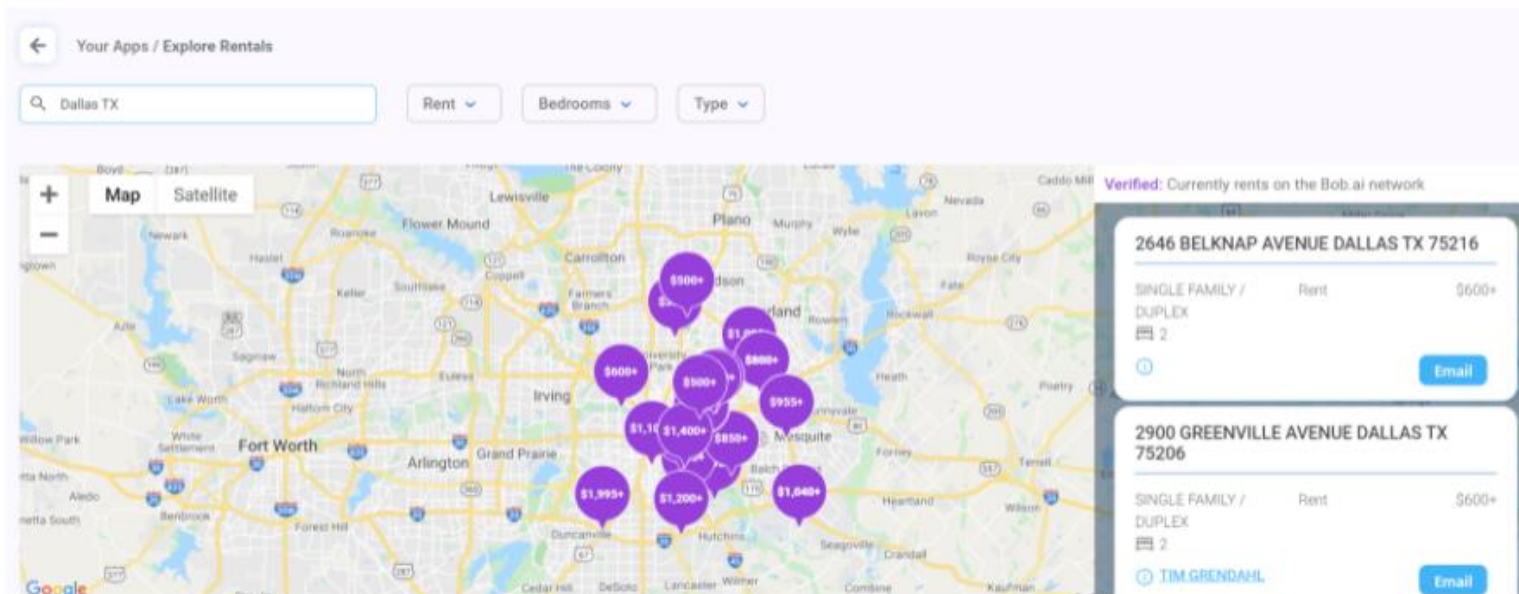 Your Apps / Explore Rentals
Dallas TX
Rent
Bedrooms
Type
Map
Satellite
Lewisville
Flower Mound
Plano
Murphy
Wylie
Lavon
Nevada
Caddo
Newark
Roanoke
Haslet
Keller
Southlake
Coppell
Carrollton
Farmers
Branch
Royse City
Fate
Rockwall
Rowlett
Azle
Saginaw
North
Richland Hills
Euless
Irving
Park
Heath
Poetry
Lake Worth
Haltom City
Mesquite
Willow Park
White
Settlement
Fort Worth
Arlington
Grand Prairie
Forney
Terrell
Aledo
Benbrook
Forest Hill
Duncanville
Hutchins
Heartland
Wilson
Seagoville
Crandall
Cedar Hill
DeSoto
Lancaster
Wilmer
Combine
Kaufman
$500+
$600+
$800+
$500+
$955+
$1,400+
$850+
$1,995+
$1,200+
$1,040+
Google
Verified: Currently rents on the Bob.ai network
2646 BELKNAP AVENUE DALLAS TX 75216
SINGLE FAMILY / Rent $600+
DUPLEX
2
Email
2900 GREENVILLE AVENUE DALLAS TX
75206
SINGLE FAMILY / Rent $600+
DUPLEX
2
TIM GRENDAHL Email